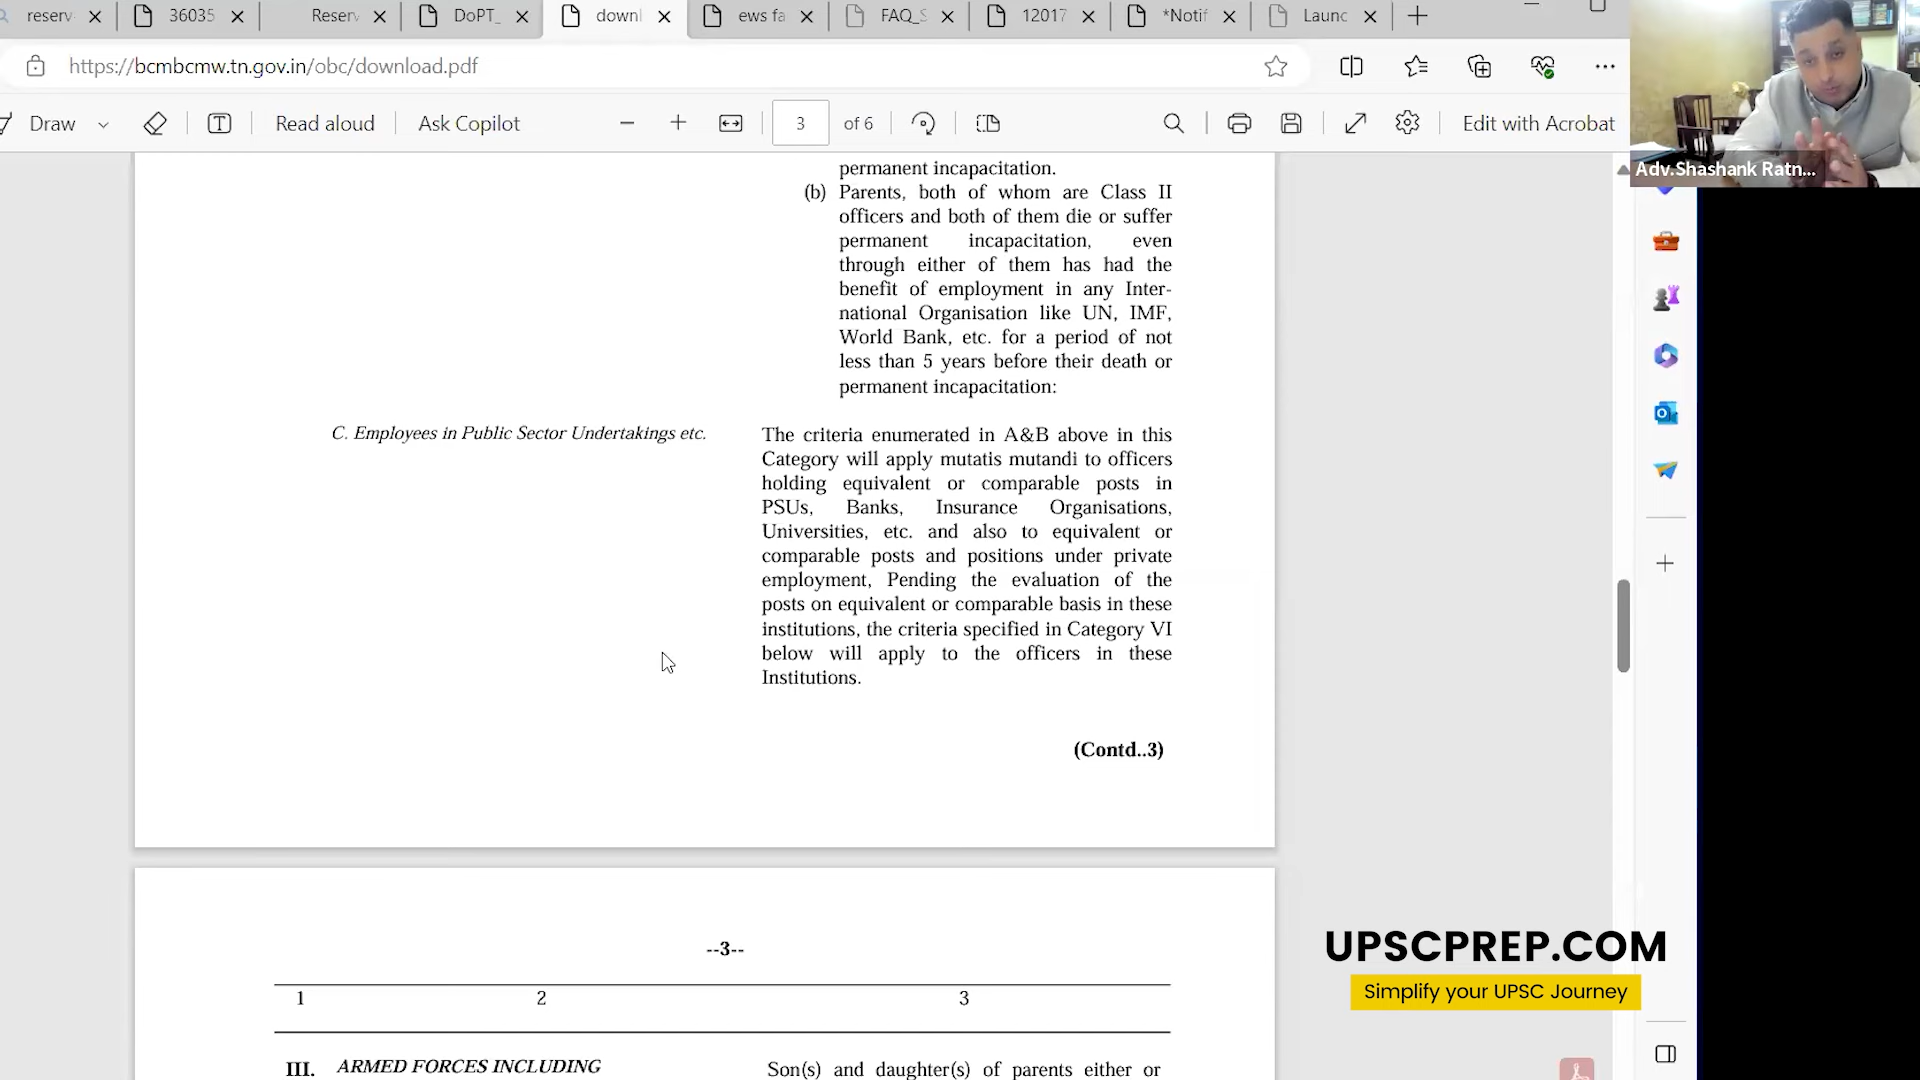 reserv
36035
Reserv
DoPT_
downl
ews fa
FAQ_S
12017
*Notif
Launc
https://bcmbcmw.tn.gov.in/obc/download.pdf
Draw
Read aloud
Ask Copilot
3
of 6
Edit with Acrobat
Adv.Shashank Ratn...
permanent incapacitation.
(b) Parents, both of whom are Class II
officers and both of them die or suffer
permanent incapacitation, even
through either of them has had the
benefit of employment in any Inter-
national Organisation like UN, IMF,
World Bank, etc. for a period of not
less than 5 years before their death or
permanent incapacitation:
C. Employees in Public Sector Undertakings etc.
The criteria enumerated in A&B above in this
Category will apply mutatis mutandi to officers
holding equivalent or comparable posts in
PSUs, Banks, Insurance Organisations,
Universities, etc. and also to equivalent or
comparable posts and positions under private
employment, Pending the evaluation of the
posts on equivalent or comparable basis in these
institutions, the criteria specified in Category VI
below will apply to the officers in these
Institutions.
(Contd..3)
--3--
1 2 3
III. ARMED FORCES INCLUDING
Son(s) and daughter(s) of parents either or
UPSCPREP.COM
Simplify your UPSC Journey